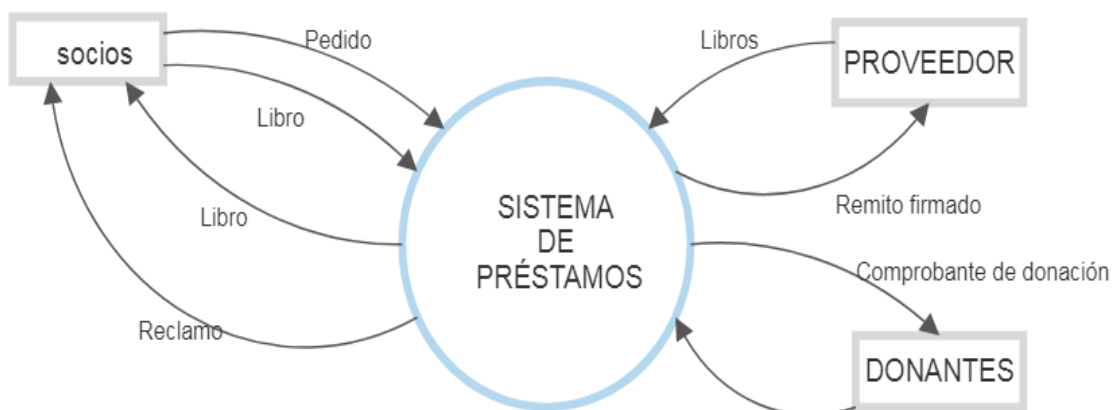 socios
Pedido
Libro
Libro
Reclamo
SISTEMA
DE
PRÉSTAMOS
Libros
PROVEEDOR
Remito firmado
Comprobante de donación
DONANTES